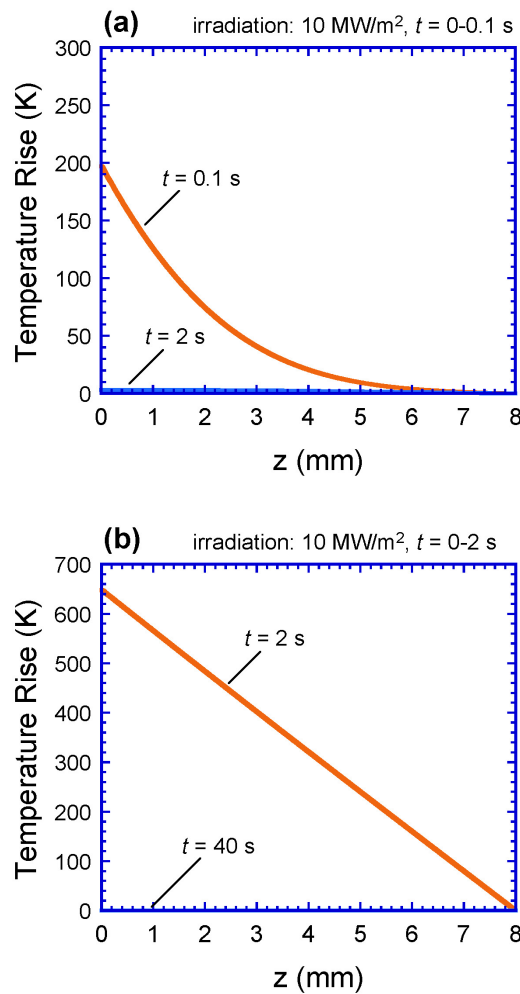 (a) irradiation: 10 MW/m², t = 0-0.1 s
300
250
200
150
100
50
0
Temperature Rise (K)
t = 0.1 s
t = 2 s
0 1 2 3 4 5 6 7 8
z (mm)
(b) irradiation: 10 MW/m², t = 0-2 s
700
600
500
400
300
200
100
0
Temperature Rise (K)
t = 2 s
t = 40 s
0 1 2 3 4 5 6 7 8
z (mm)